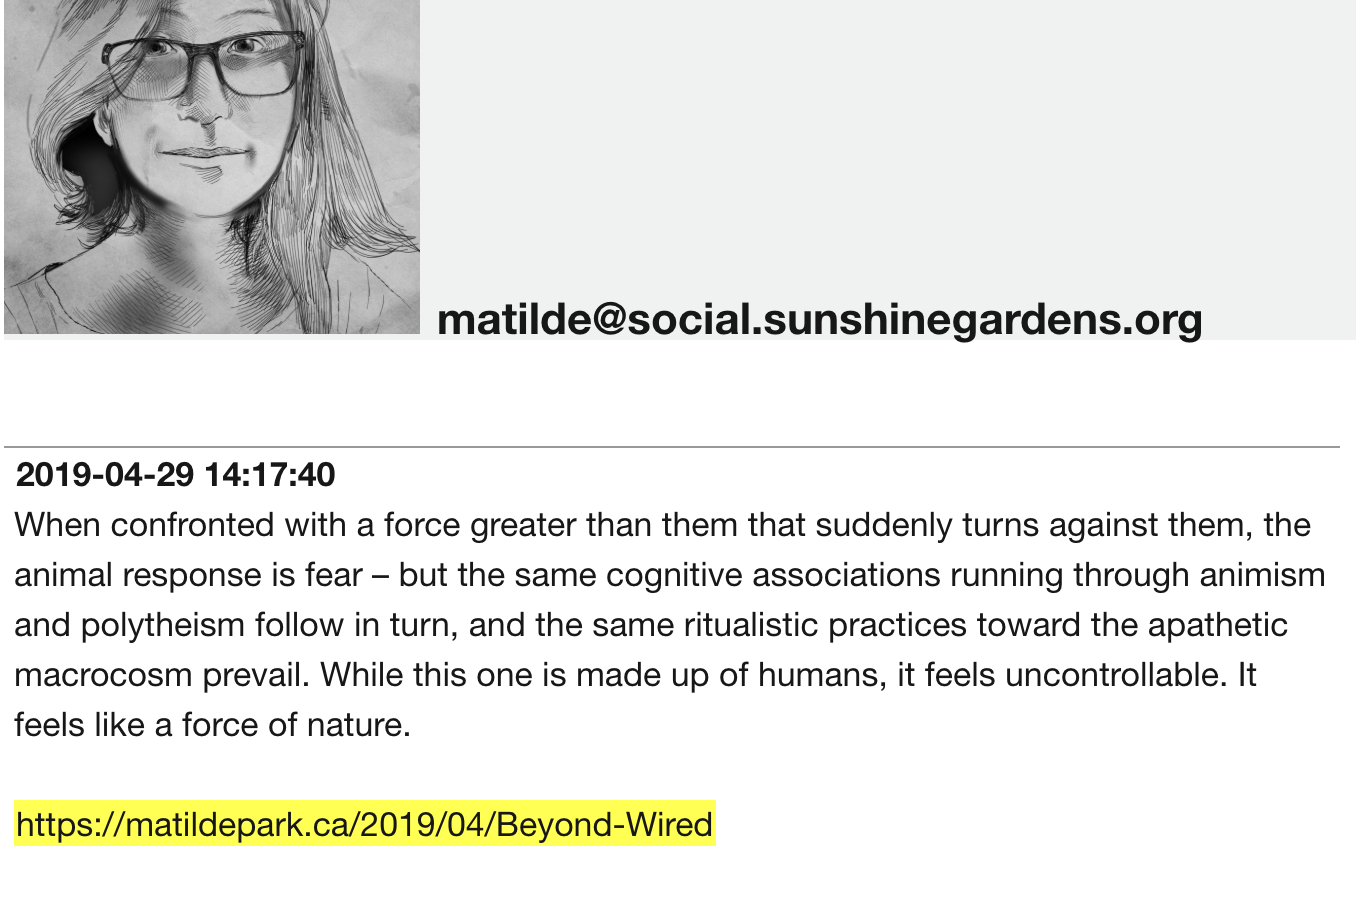 matilde@social.sunshinegardens.org
2019-04-29 14:17:40
When confronted with a force greater than them that suddenly turns against them, the
animal response is fear – but the same cognitive associations running through animism
and polytheism follow in turn, and the same ritualistic practices toward the apathetic
macrocosm prevail. While this one is made up of humans, it feels uncontrollable. It
feels like a force of nature.
https://matildepark.ca/2019/04/Beyond-Wired